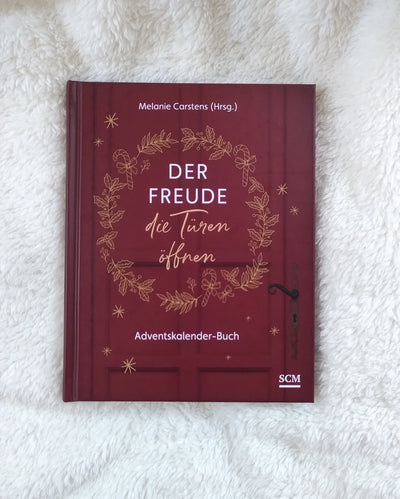 Melanie Carstens (Hrsg.)
DER
FREUDE
die Türen
öffnen
Adventskalender-Buch
SCM